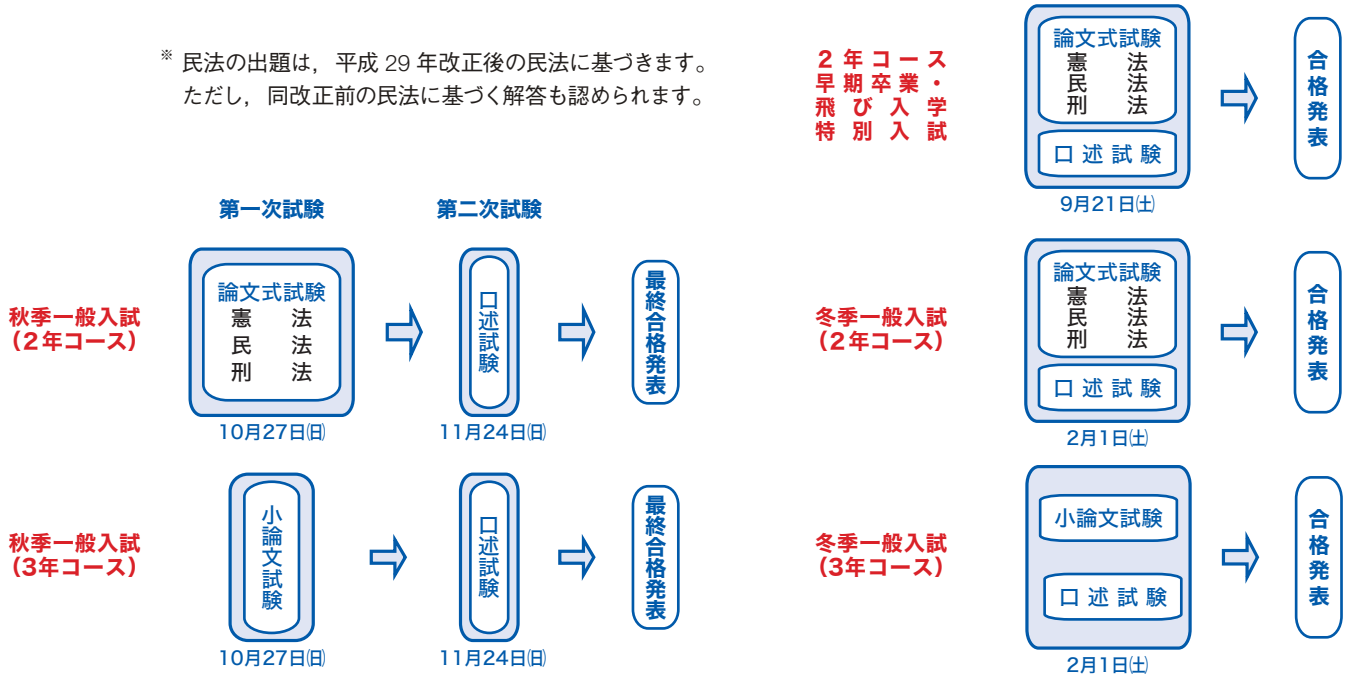 ※ 民法の出題は，平成 29 年改正後の民法に基づきます。
ただし，同改正前の民法に基づく解答も認められます。
第一次試験
第二次試験
秋季一般入試
（2年コース）
論文式試験
憲 法
民 法
刑 法
10月27日㈰
口述試験
11月24日㈰
最終合格発表
秋季一般入試
（3年コース）
小論文試験
10月27日㈰
口述試験
11月24日㈰
最終合格発表
2年コース
早期卒業・
飛び入学
特別入試
論文式試験
憲 法
民 法
刑 法
口述試験
9月21日㈯
合格発表
冬季一般入試
（2年コース）
論文式試験
憲 法
民 法
刑 法
口述試験
2月1日㈯
合格発表
冬季一般入試
（3年コース）
小論文試験
口述試験
2月1日㈯
合格発表